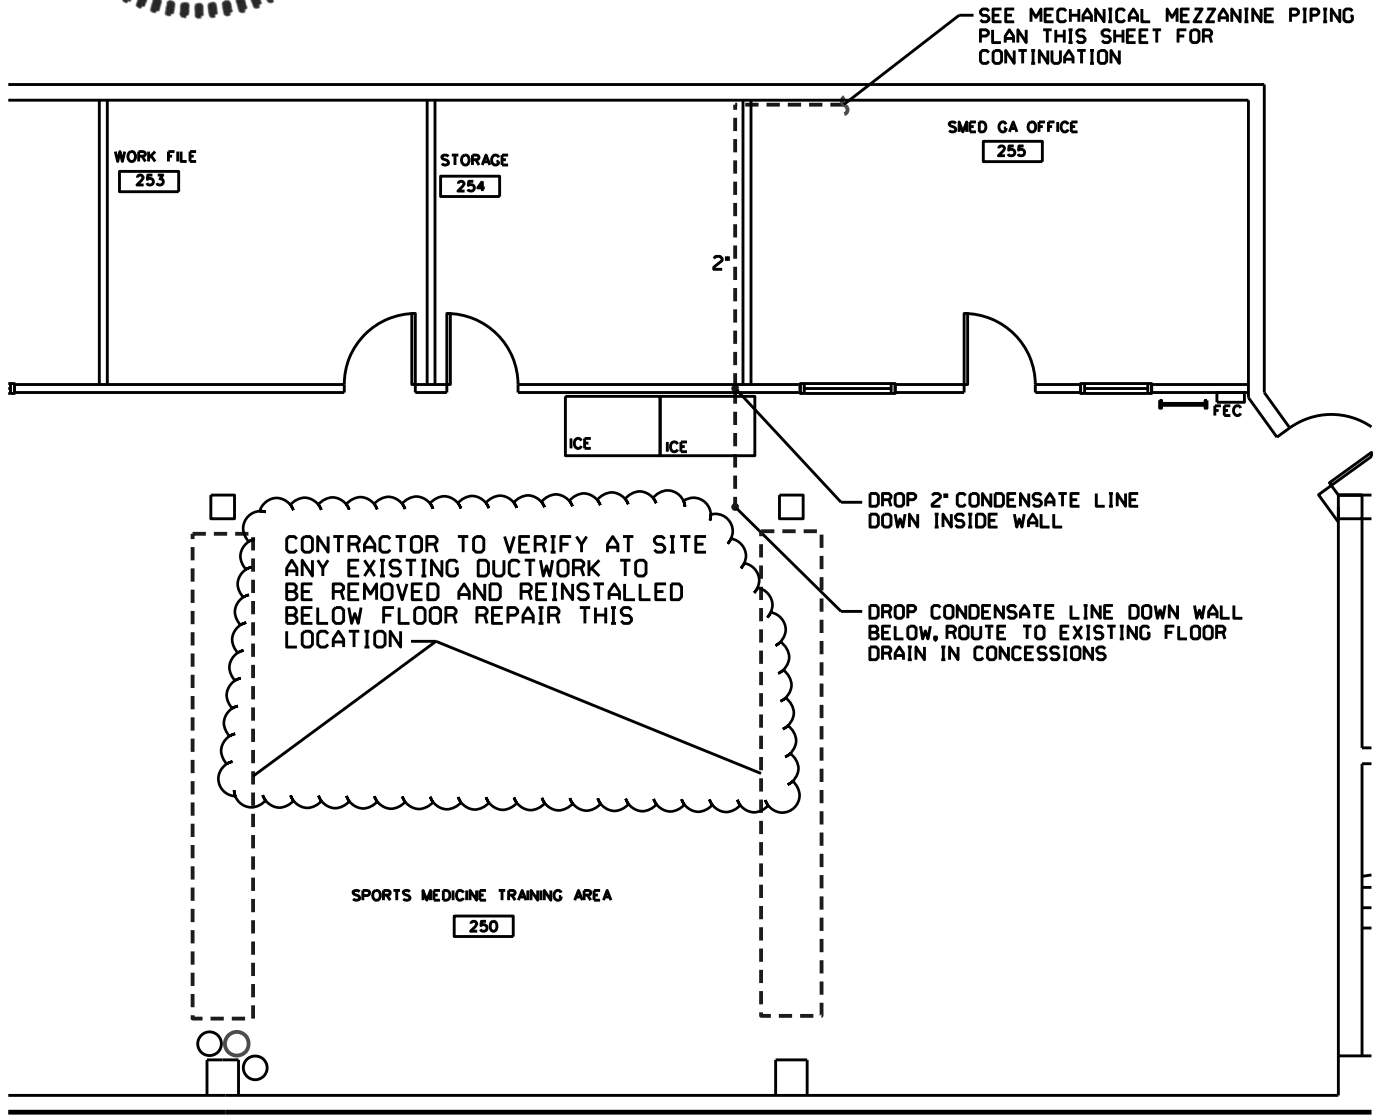 SEE MECHANICAL MEZZANINE PIPING
PLAN THIS SHEET FOR
CONTINUATION
WORK FILE
253
STORAGE
254
SMED GA OFFICE
255
2"
ICE
ICE
FEC
DROP 2" CONDENSATE LINE
DOWN INSIDE WALL
CONTRACTOR TO VERIFY AT SITE
ANY EXISTING DUCTWORK TO
BE REMOVED AND REINSTALLED
BELOW FLOOR REPAIR THIS
LOCATION
DROP CONDENSATE LINE DOWN WALL
BELOW, ROUTE TO EXISTING FLOOR
DRAIN IN CONCESSIONS
SPORTS MEDICINE TRAINING AREA
250